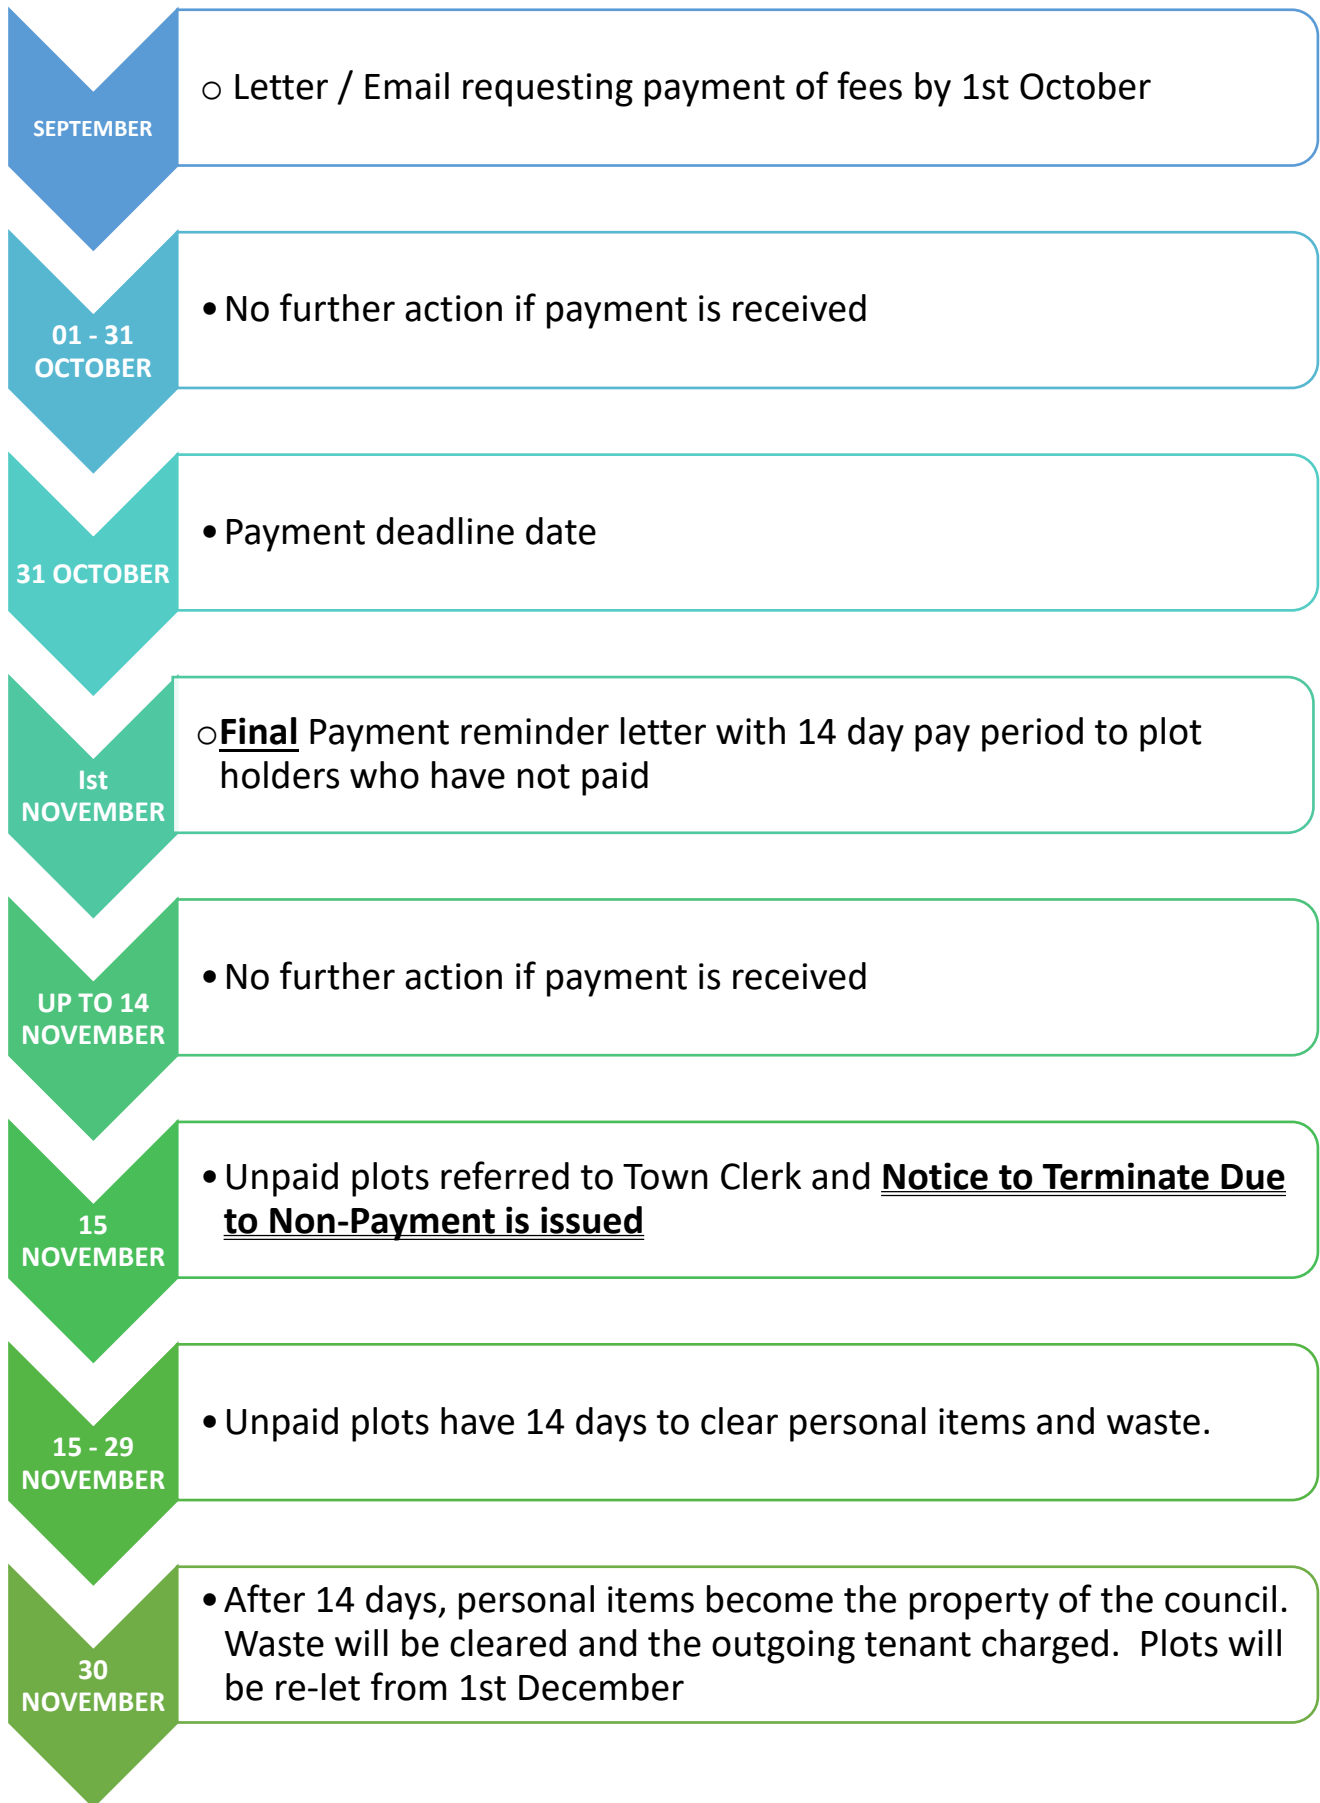 SEPTEMBER
○ Letter / Email requesting payment of fees by 1st October
01 - 31
OCTOBER
• No further action if payment is received
31 OCTOBER
• Payment deadline date
Ist
NOVEMBER
○ Final Payment reminder letter with 14 day pay period to plot
holders who have not paid
UP TO 14
NOVEMBER
• No further action if payment is received
15
NOVEMBER
• Unpaid plots referred to Town Clerk and Notice to Terminate Due
to Non-Payment is issued
15 - 29
NOVEMBER
• Unpaid plots have 14 days to clear personal items and waste.
30
NOVEMBER
• After 14 days, personal items become the property of the council.
Waste will be cleared and the outgoing tenant charged.  Plots will
be re-let from 1st December